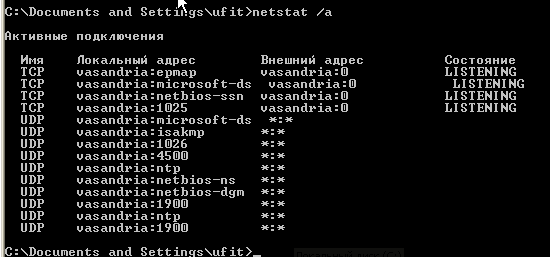 C:\Documents and Settings\ufit>netstat /a
Активные подключения
Имя Локальный адрес Внешний адрес Состояние
TCP vasandria:epmap vasandria:0 LISTENING
TCP vasandria:microsoft-ds vasandria:0 LISTENING
TCP vasandria:netbios-ssn vasandria:0 LISTENING
TCP vasandria:1025 vasandria:0 LISTENING
UDP vasandria:microsoft-ds *:*
UDP vasandria:isakmp *:*
UDP vasandria:1026 *:*
UDP vasandria:4500 *:*
UDP vasandria:ntp *:*
UDP vasandria:netbios-ns *:*
UDP vasandria:netbios-dgm *:*
UDP vasandria:1900 *:*
UDP vasandria:ntp *:*
UDP vasandria:1900 *:*
C:\Documents and Settings\ufit>_